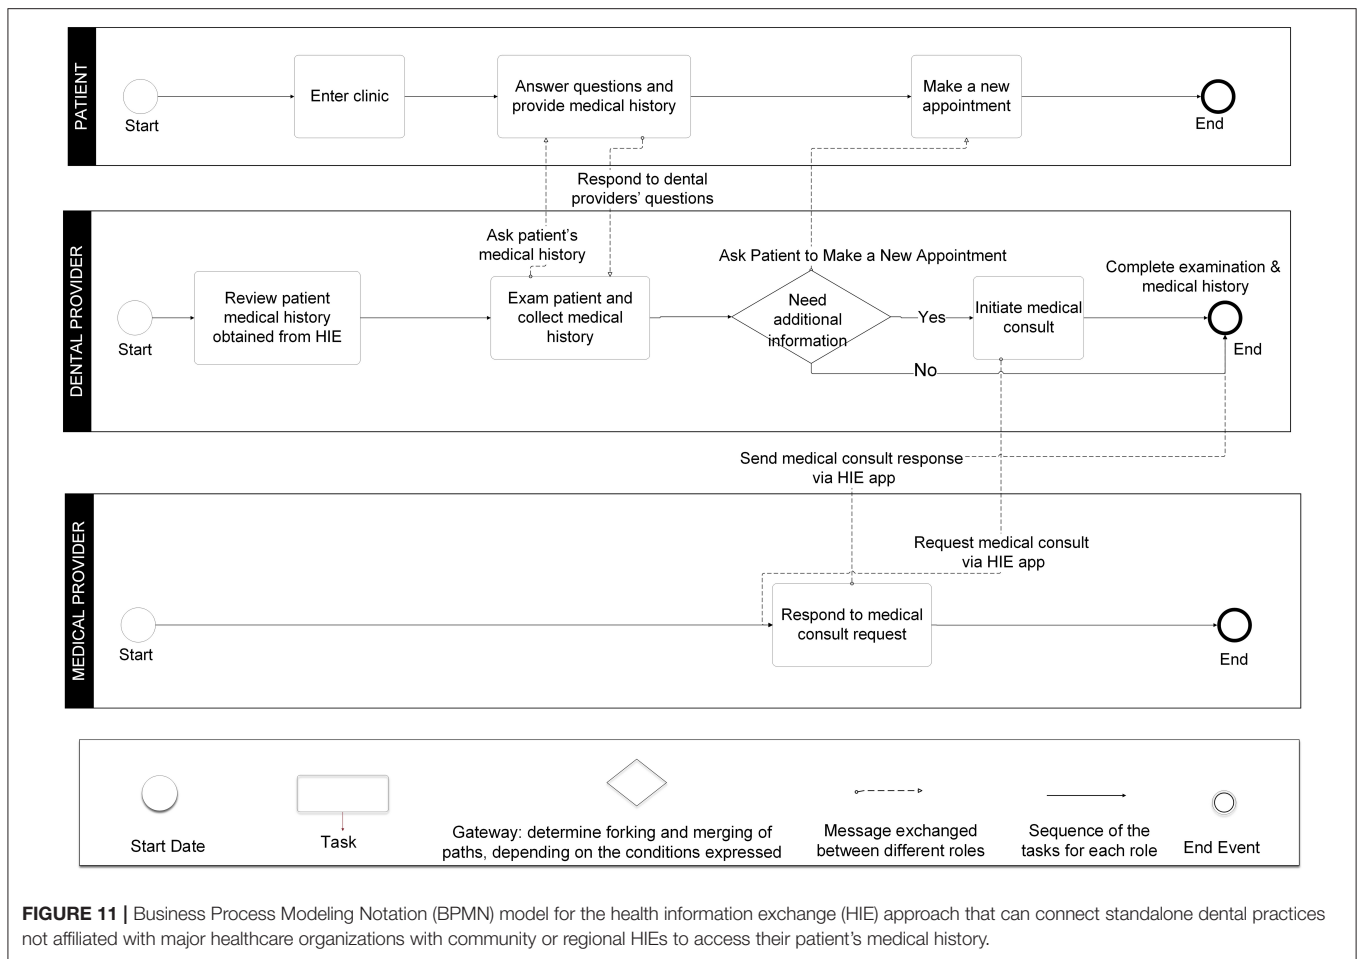 PATIENT
Start
Enter clinic
Answer questions and
provide medical history
Make a new
appointment
End
Respond to dental
providers' questions
DENTAL PROVIDER
Ask patient's
medical history
Ask Patient to Make a New Appointment
Complete examination &
medical history
Start
Review patient
medical history
obtained from HIE
Exam patient and
collect medical
history
Need
additional
information
Yes
Initiate medical
consult
End
No
Send medical consult response
via HIE app
MEDICAL PROVIDER
Request medical consult
via HIE app
Start
Respond to medical
consult request
End
Start Date
Task
Gateway: determine forking and merging of
paths, depending on the conditions expressed
Message exchanged
between different roles
Sequence of the
tasks for each role
End Event
FIGURE 11 | Business Process Modeling Notation (BPMN) model for the health information exchange (HIE) approach that can connect standalone dental practices
not affiliated with major healthcare organizations with community or regional HIEs to access their patient's medical history.